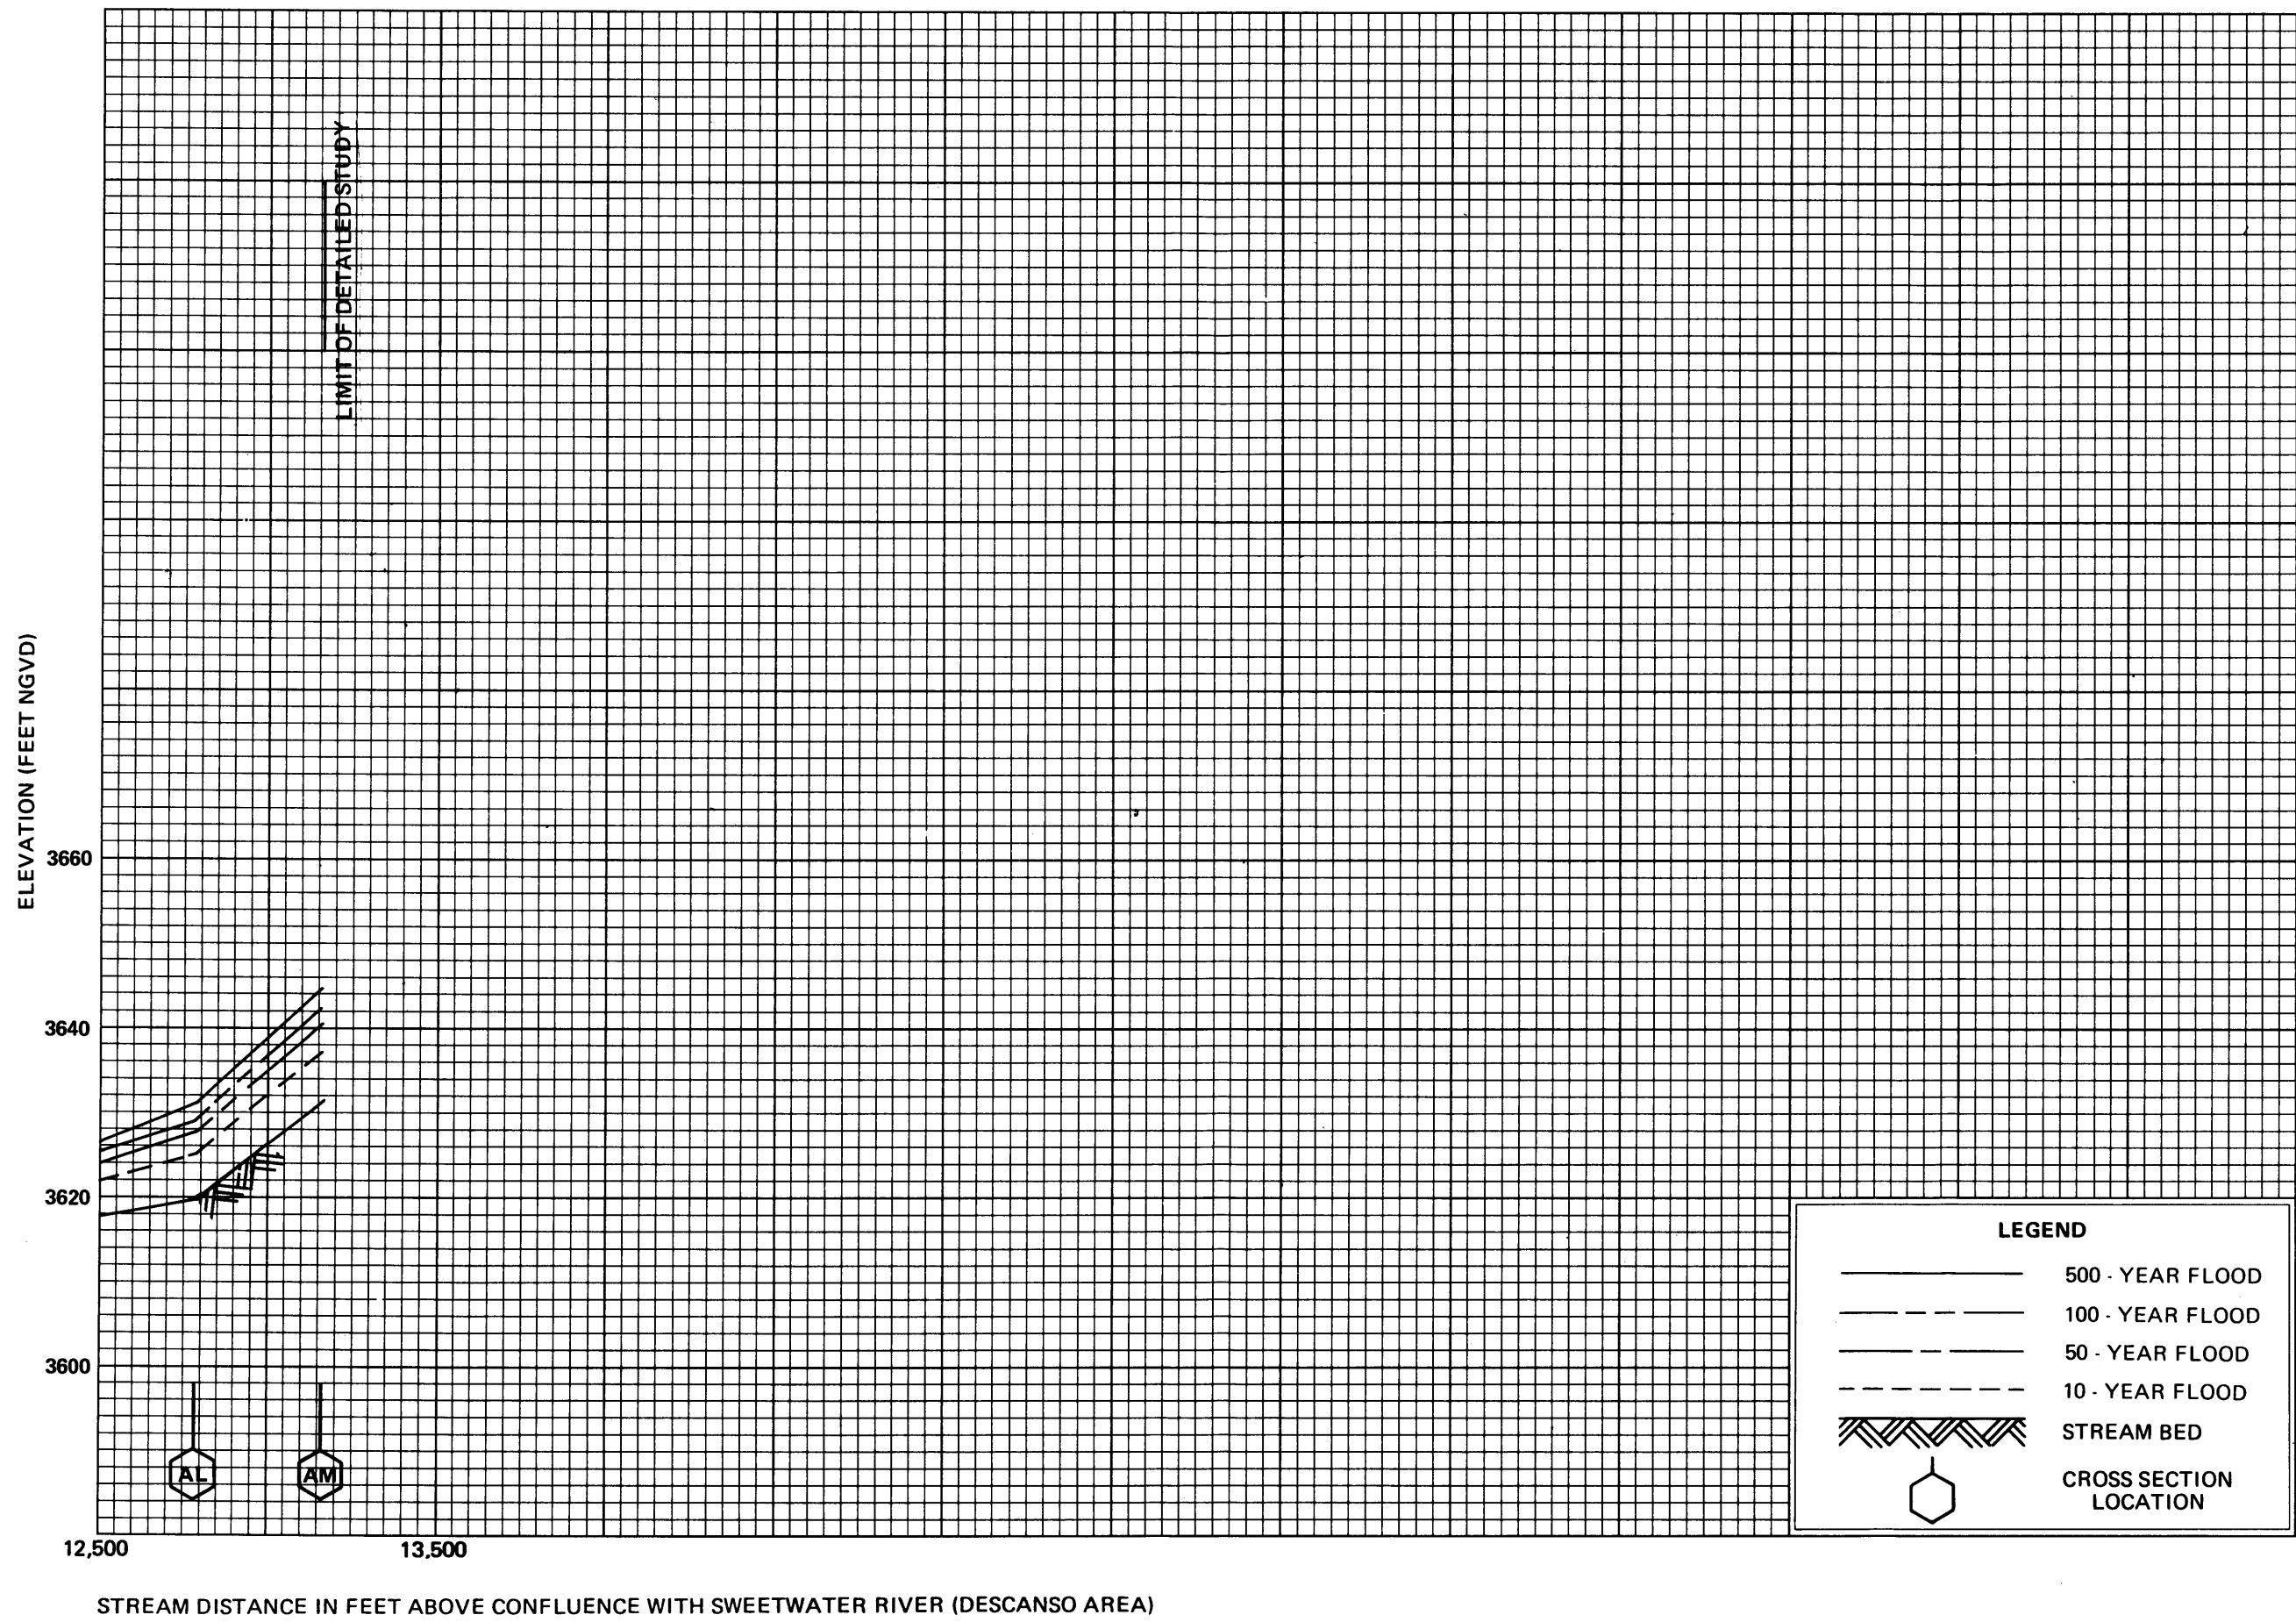 LIMIT OF DETAILED STUDY
ELEVATION (FEET NGVD)
3660
3640
3620
3600
AL
AM
12,500
13,500
STREAM DISTANCE IN FEET ABOVE CONFLUENCE WITH SWEETWATER RIVER (DESCANSO AREA)
LEGEND
500 - YEAR FLOOD
100 - YEAR FLOOD
50 - YEAR FLOOD
10 - YEAR FLOOD
STREAM BED
CROSS SECTION
LOCATION